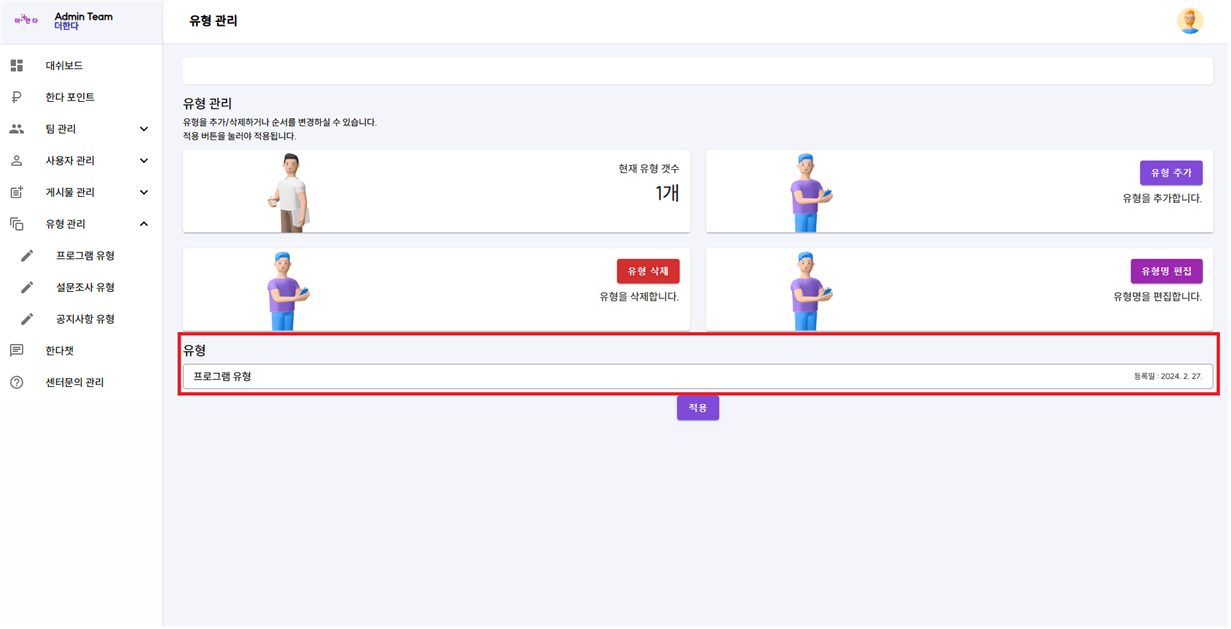 더한다
Admin Team
더한다
유형 관리
대쉬보드
한다 포인트
팀 관리
사용자 관리
게시물 관리
유형 관리
프로그램 유형
설문조사 유형
공지사항 유형
한다챗
센터문의 관리
유형 관리
유형을 추가/삭제하거나 순서를 변경하실 수 있습니다.
적용 버튼을 눌러야 적용됩니다.
현재 유형 갯수
1개
유형 추가
유형을 추가합니다.
유형 삭제
유형을 삭제합니다.
유형명 편집
유형명을 편집합니다.
유형
프로그램 유형 등록일 : 2024. 2. 27.
적용